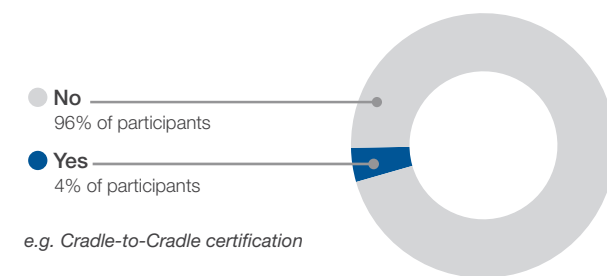 No
96% of participants
Yes
4% of participants
e.g. Cradle-to-Cradle certification